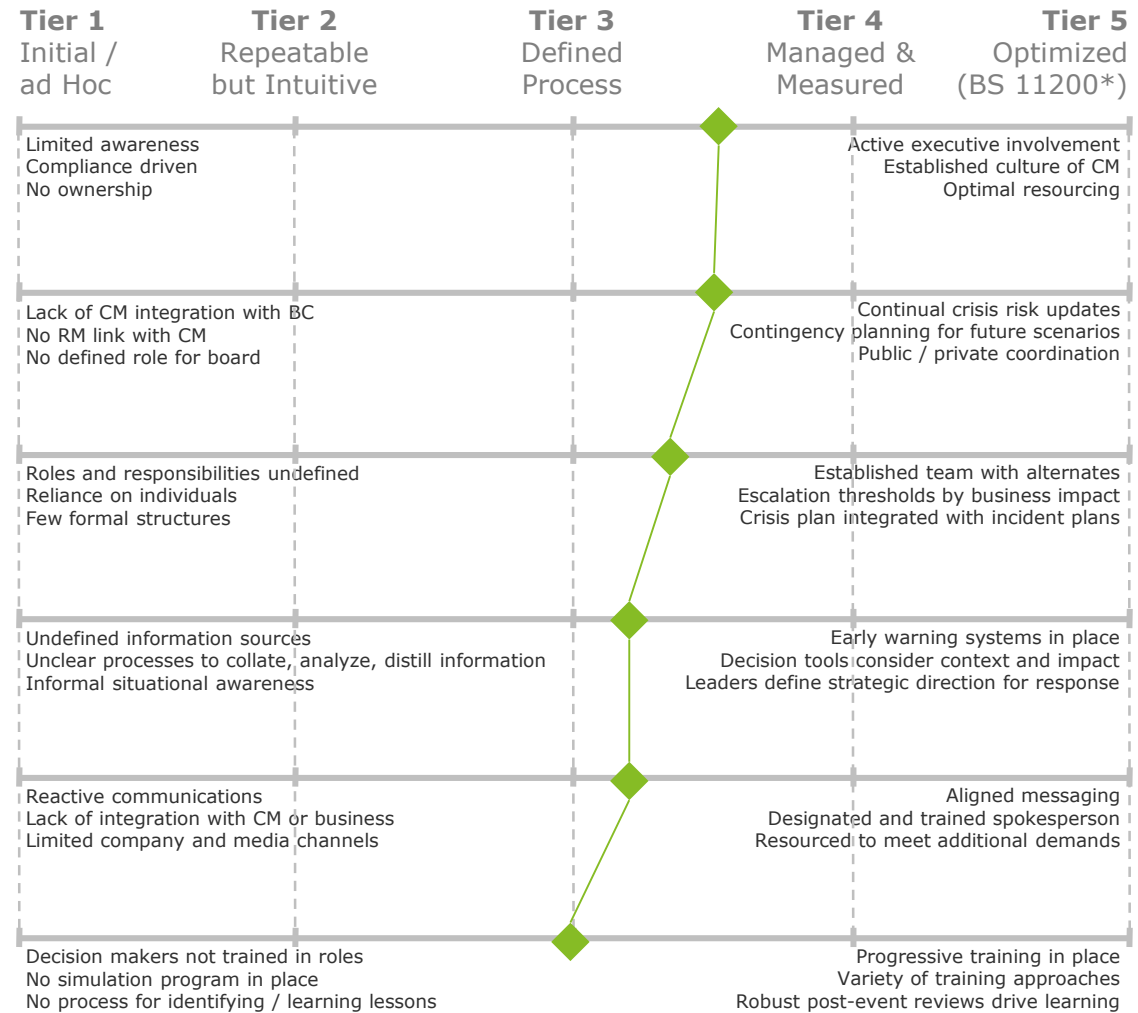 Tier 1
Initial /
ad Hoc
Tier 2
Repeatable
but Intuitive
Tier 3
Defined
Process
Tier 4
Managed &
Measured
Tier 5
Optimized
(BS 11200*)
Limited awareness
Compliance driven
No ownership
Active executive involvement
Established culture of CM
Optimal resourcing
Lack of CM integration with BC
No RM link with CM
No defined role for board
Continual crisis risk updates
Contingency planning for future scenarios
Public / private coordination
Roles and responsibilities undefined
Reliance on individuals
Few formal structures
Established team with alternates
Escalation thresholds by business impact
Crisis plan integrated with incident plans
Undefined information sources
Unclear processes to collate, analyze, distill information
Informal situational awareness
Early warning systems in place
Decision tools consider context and impact
Leaders define strategic direction for response
Reactive communications
Lack of integration with CM or business
Limited company and media channels
Aligned messaging
Designated and trained spokesperson
Resourced to meet additional demands
Decision makers not trained in roles
No simulation program in place
No process for identifying / learning lessons
Progressive training in place
Variety of training approaches
Robust post-event reviews drive learning